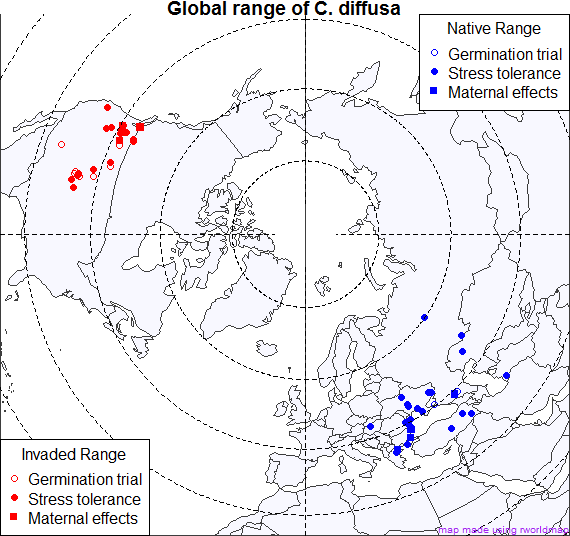 Global range of C. diffusa
Native Range
Germination trial
Stress tolerance
Maternal effects
Invaded Range
Germination trial
Stress tolerance
Maternal effects
map made using rworldmap